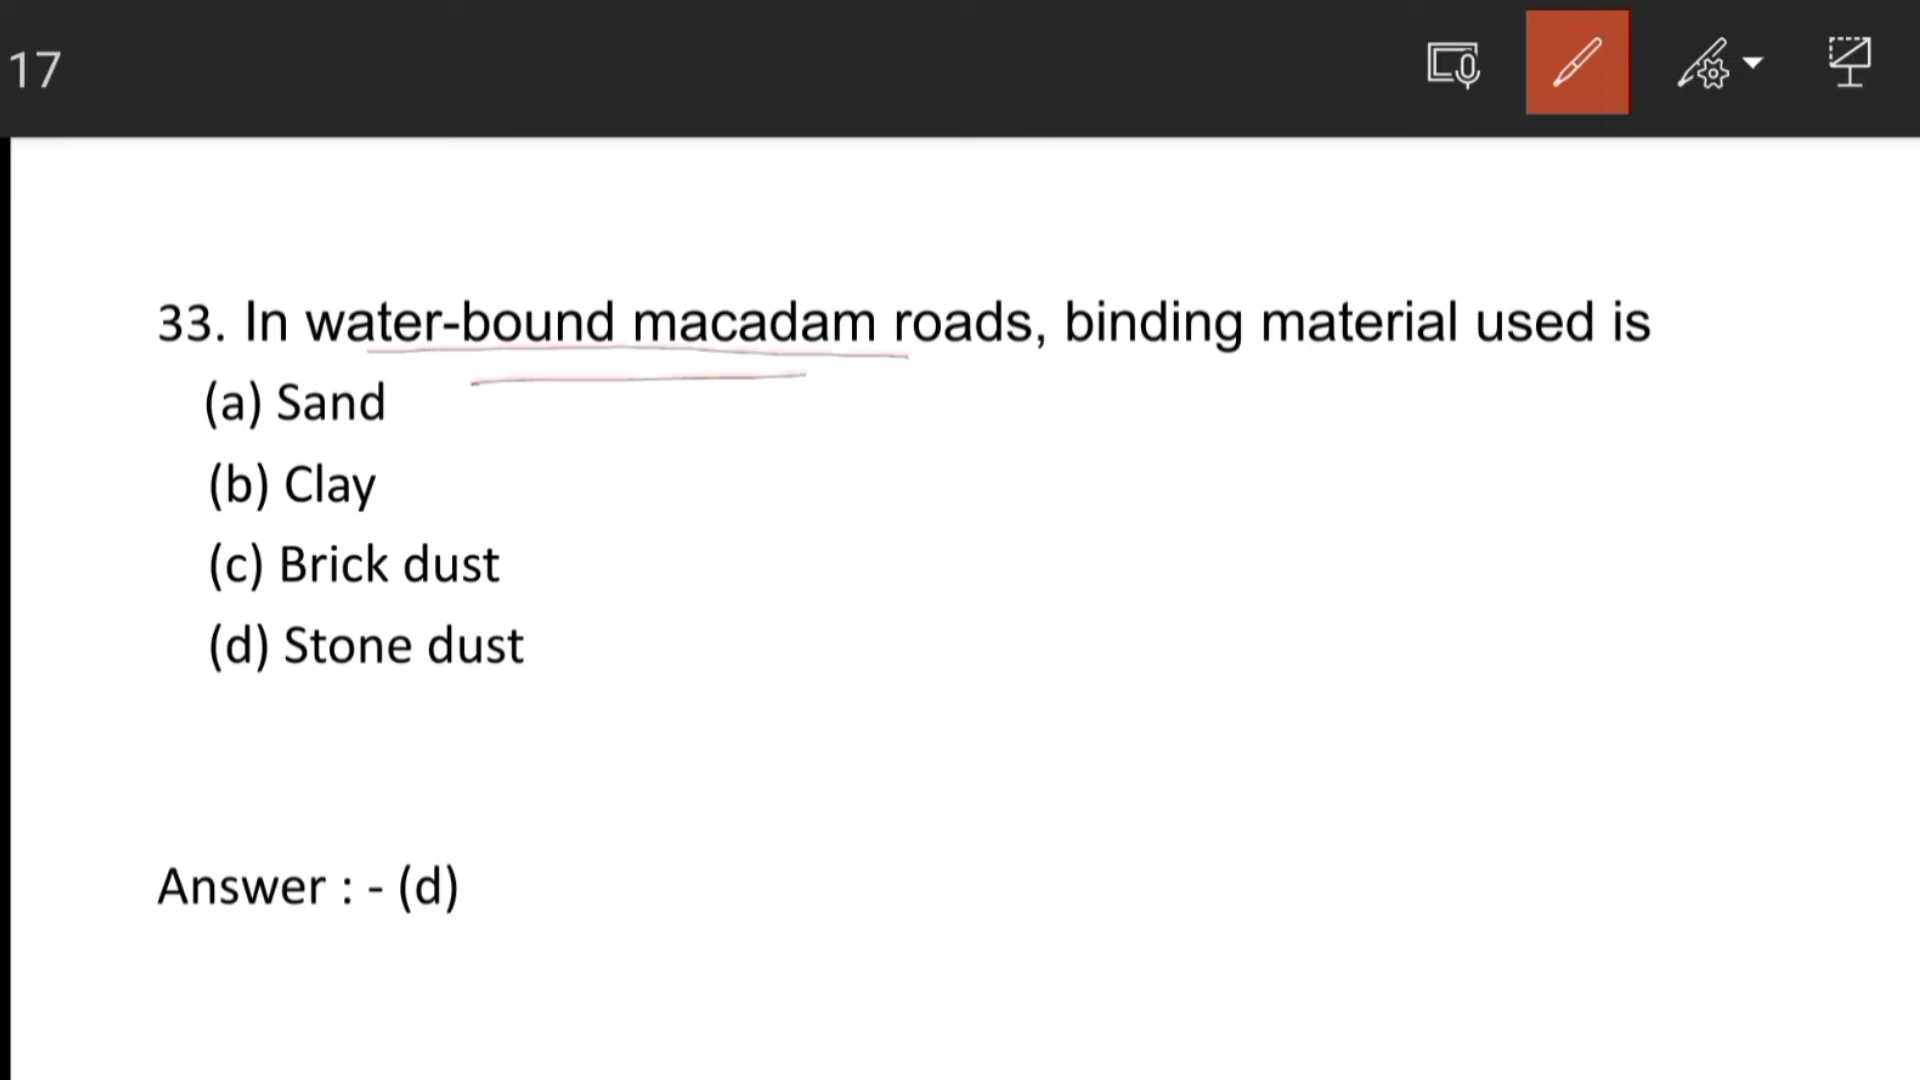 17
33. In water-bound macadam roads, binding material used is
(a) Sand
(b) Clay
(c) Brick dust
(d) Stone dust
Answer : - (d)